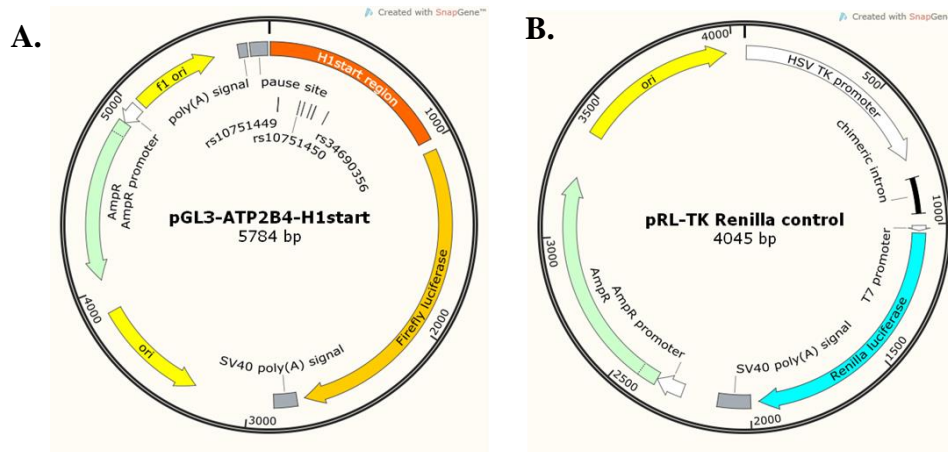 A.
Created with SnapGene™
H1start region
f1 ori
poly(A) signal
pause site
rs10751449
rs10751450
rs34690356
1000
5000
AmpR promoter
AmpR
pGL3-ATP2B4-H1start
5784 bp
Firefly luciferase
2000
4000
ori
SV40 poly(A) signal
3000
B.
Created with SnapGene®
4000
ori
HSV TK promoter
500
3500
chimeric intron
1000
pRL-TK Renilla control
4045 bp
T7 promoter
3000
AmpR
AmpR promoter
SV40 poly(A) signal
Renilla luciferase
1500
2500
2000